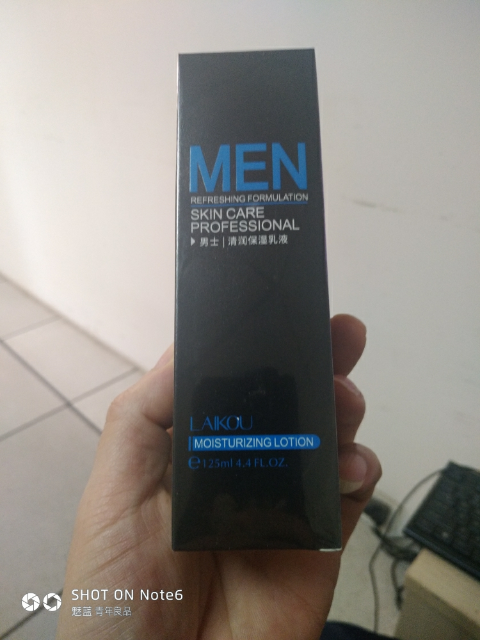 MEN
REFRESHING FORMULATION
SKIN CARE
PROFESSIONAL
男士 | 清润保湿乳液
LAIKOU
MOISTURIZING LOTION
e 125ml 4.4 FL.OZ.
SHOT ON Note6
魅蓝 青年良品